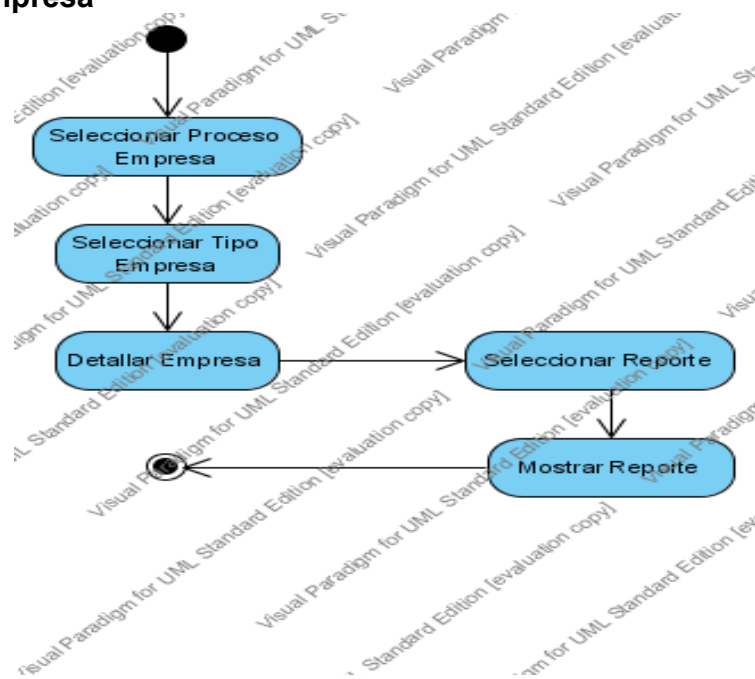 mpresa
Seleccionar Proceso
Empresa
Seleccionar Tipo
Empresa
Detallar Empresa
Seleccionar Reporte
Mostrar Reporte
Visual Paradigm for UML Standard Edition [evaluation copy]